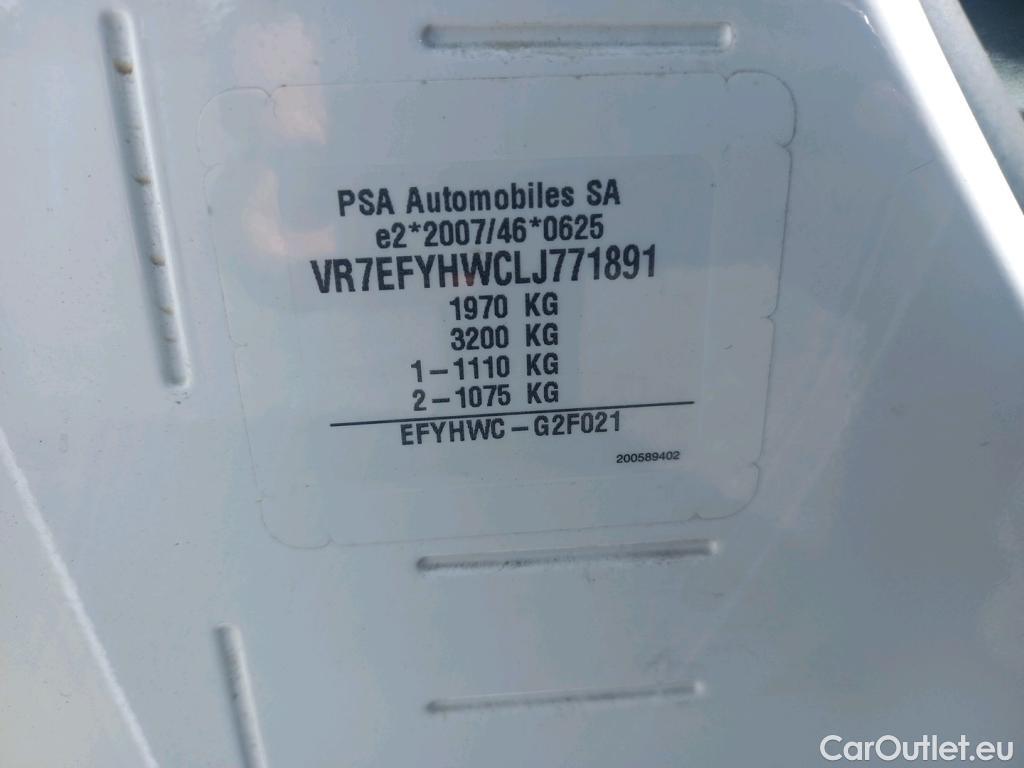 PSA Automobiles SA
e2*2007/46*0625
VR7EFYHWCLJ771891
1970 KG
3200 KG
1-1110 KG
2-1075 KG
EFYHWC-G2F021
200589402
CarOutlet.eu